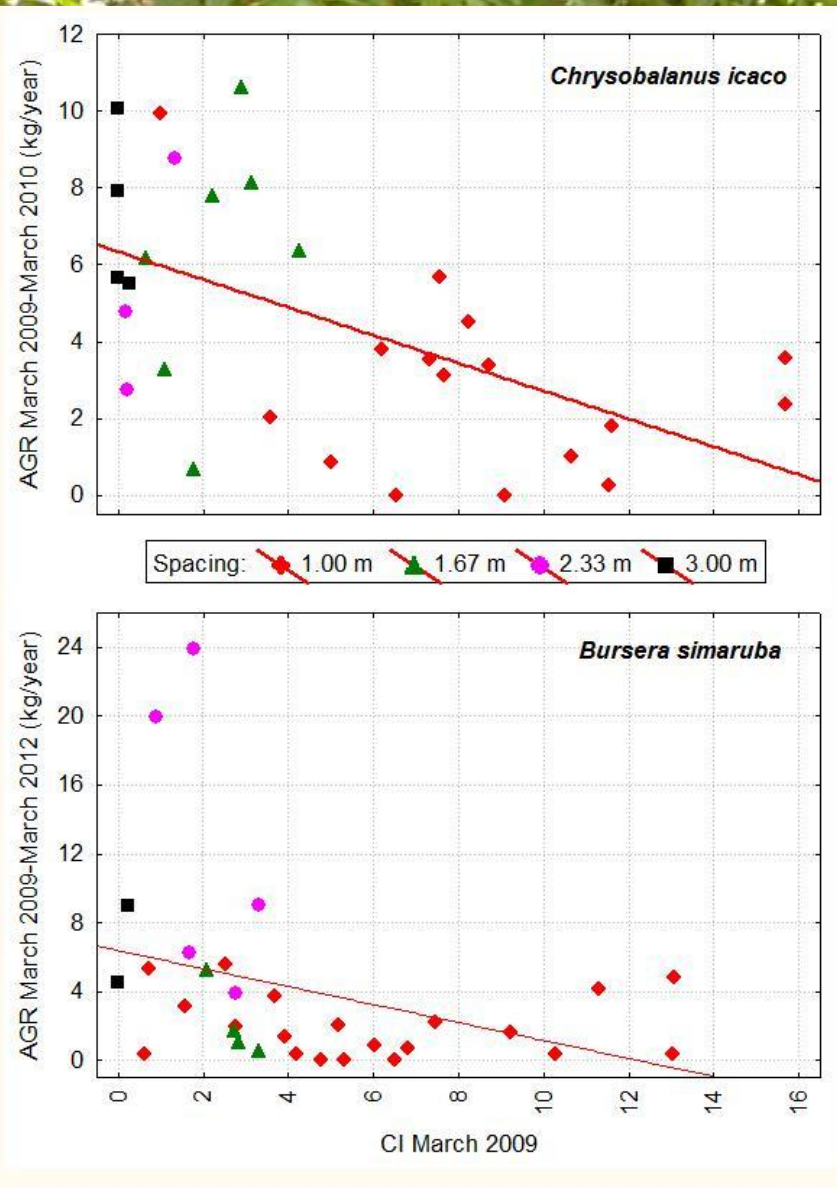 AGR March 2009-March 2010 (kg/year)
12
10
8
6
4
2
0
Chrysobalanus icaco
Spacing: 1.00 m 1.67 m 2.33 m 3.00 m
AGR March 2009-March 2012 (kg/year)
24
20
16
12
8
4
0
Bursera simaruba
0 2 4 6 8 10 12 14 16
CI March 2009